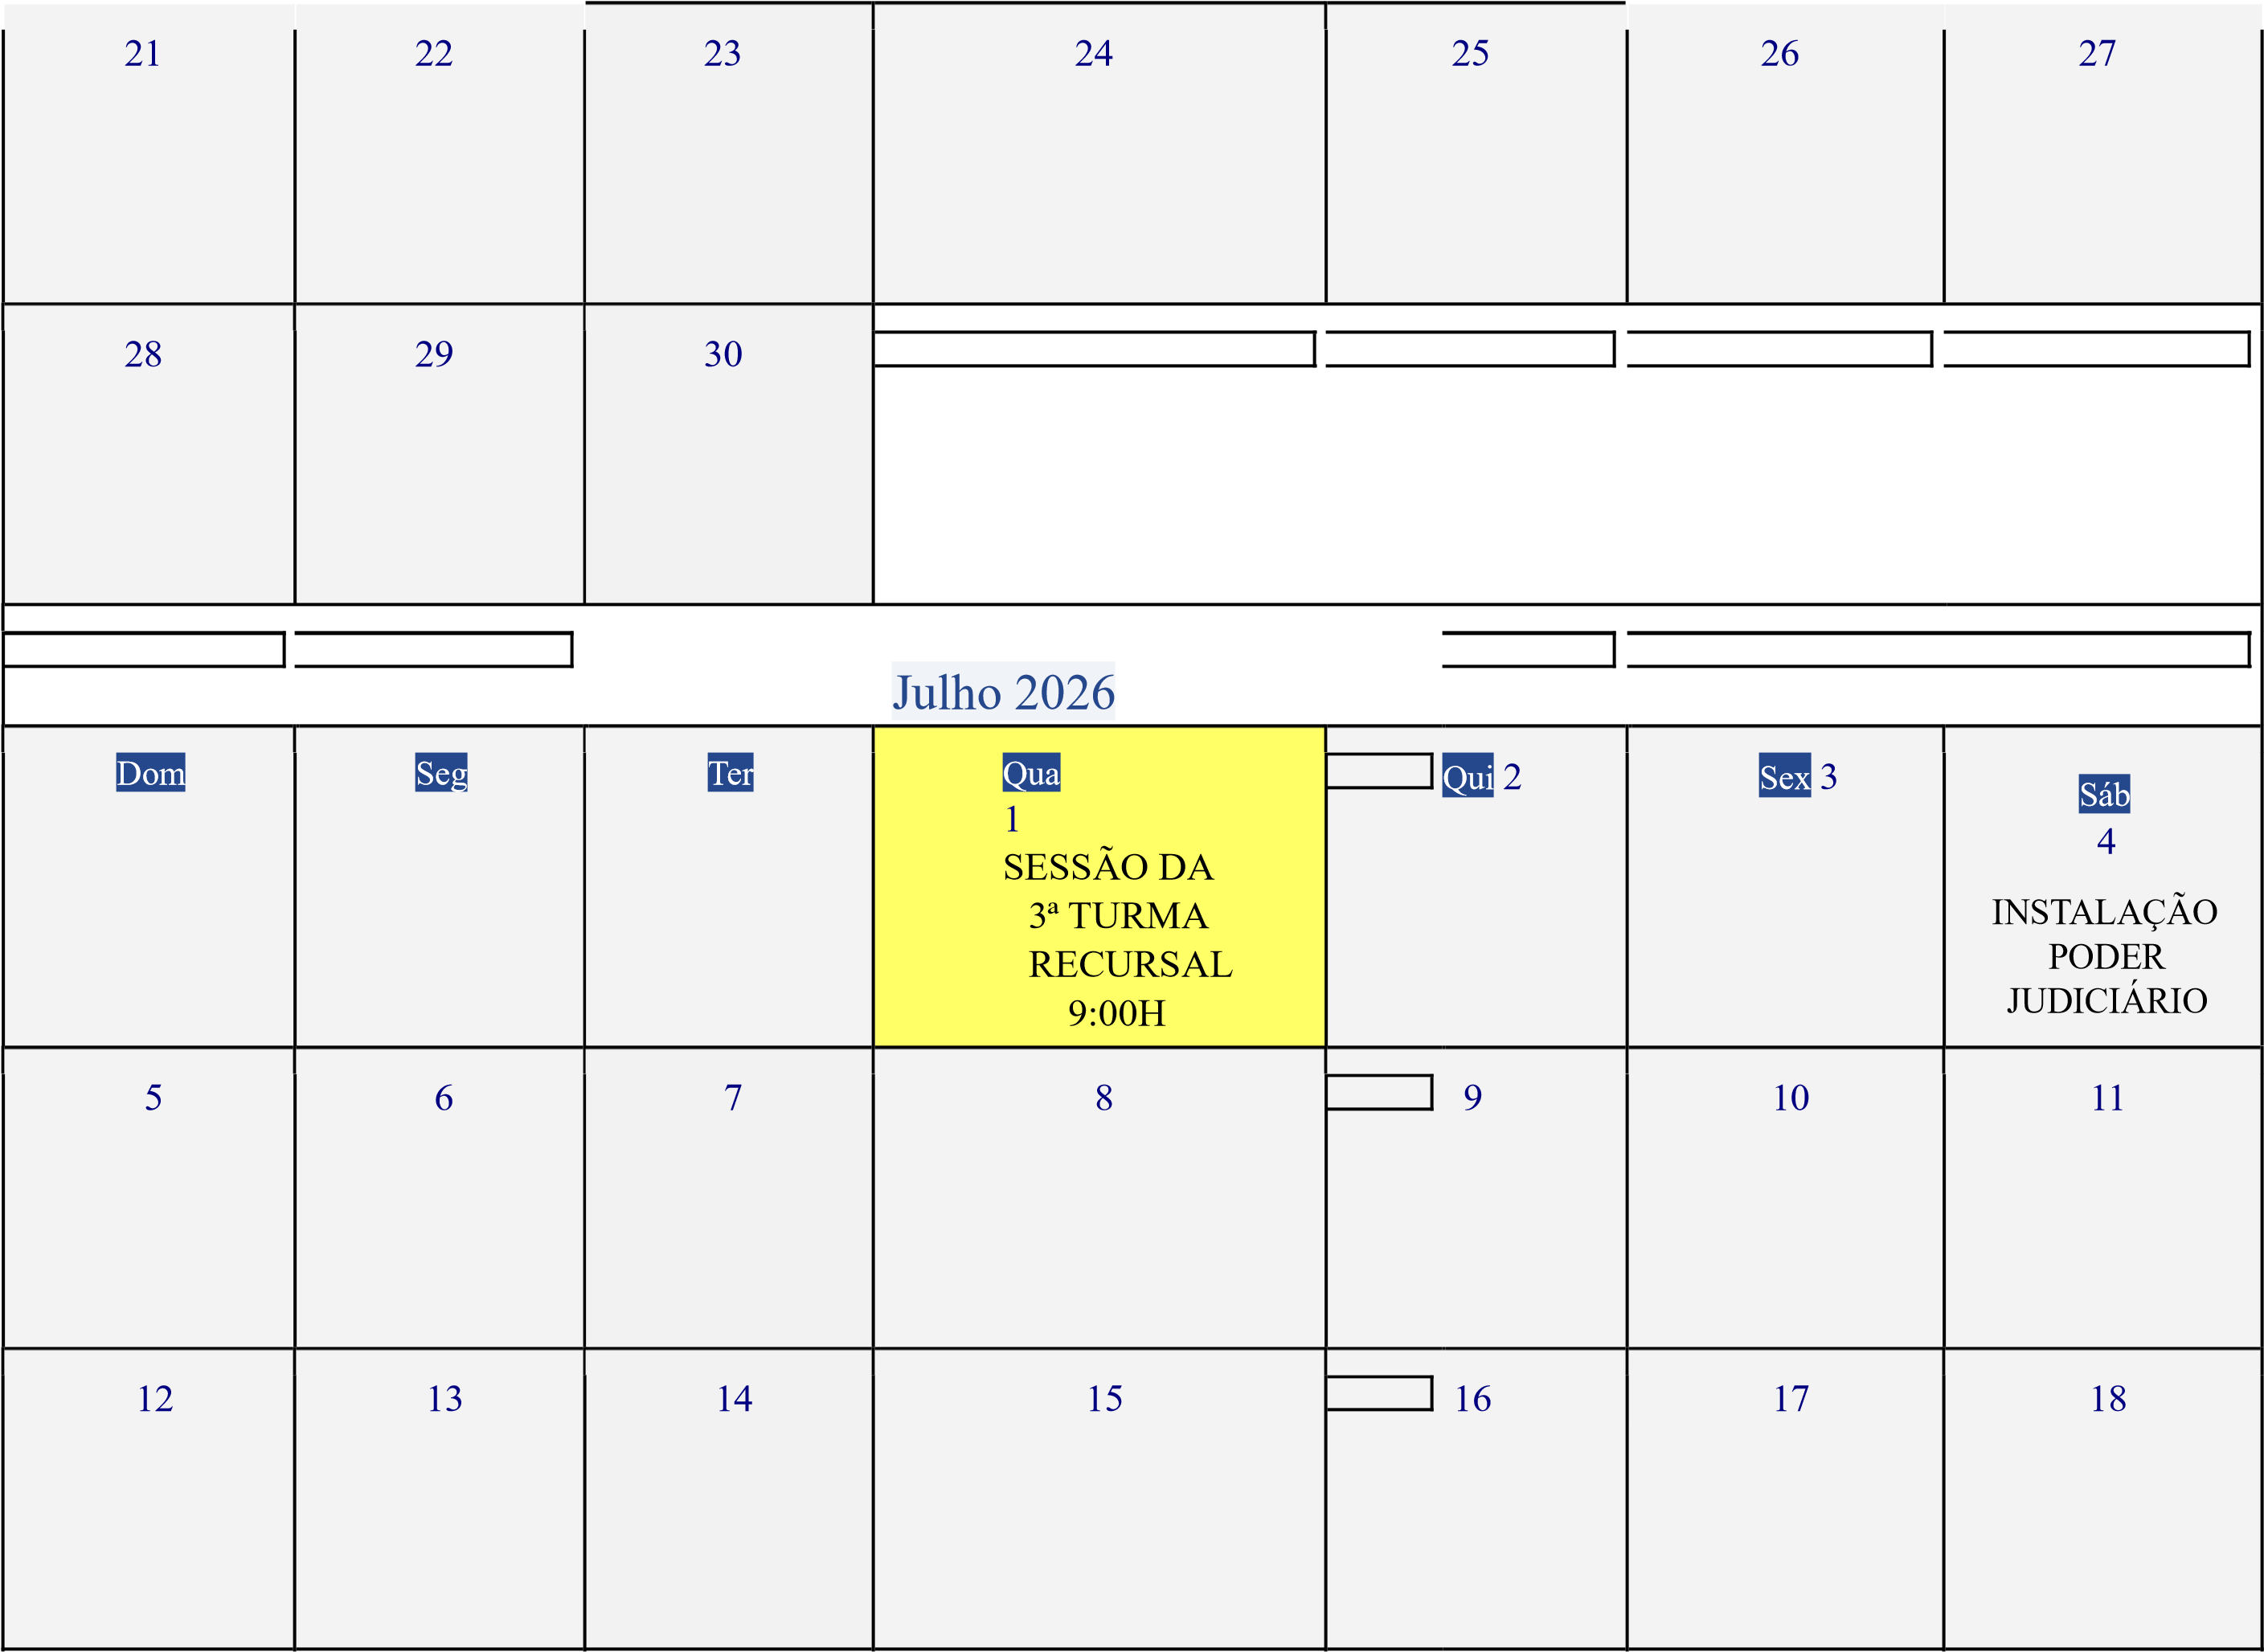 21 22 23 24 25 26 27
28 29 30
Julho 2026
Dom Seg Ter Qua Qui 2 Sex 3 Sáb
1 4
SESSÃO DA
3ª TURMA
RECURSAL
9:00H
INSTALAÇÃO
PODER
JUDICIÁRIO
5 6 7 8 9 10 11
12 13 14 15 16 17 18